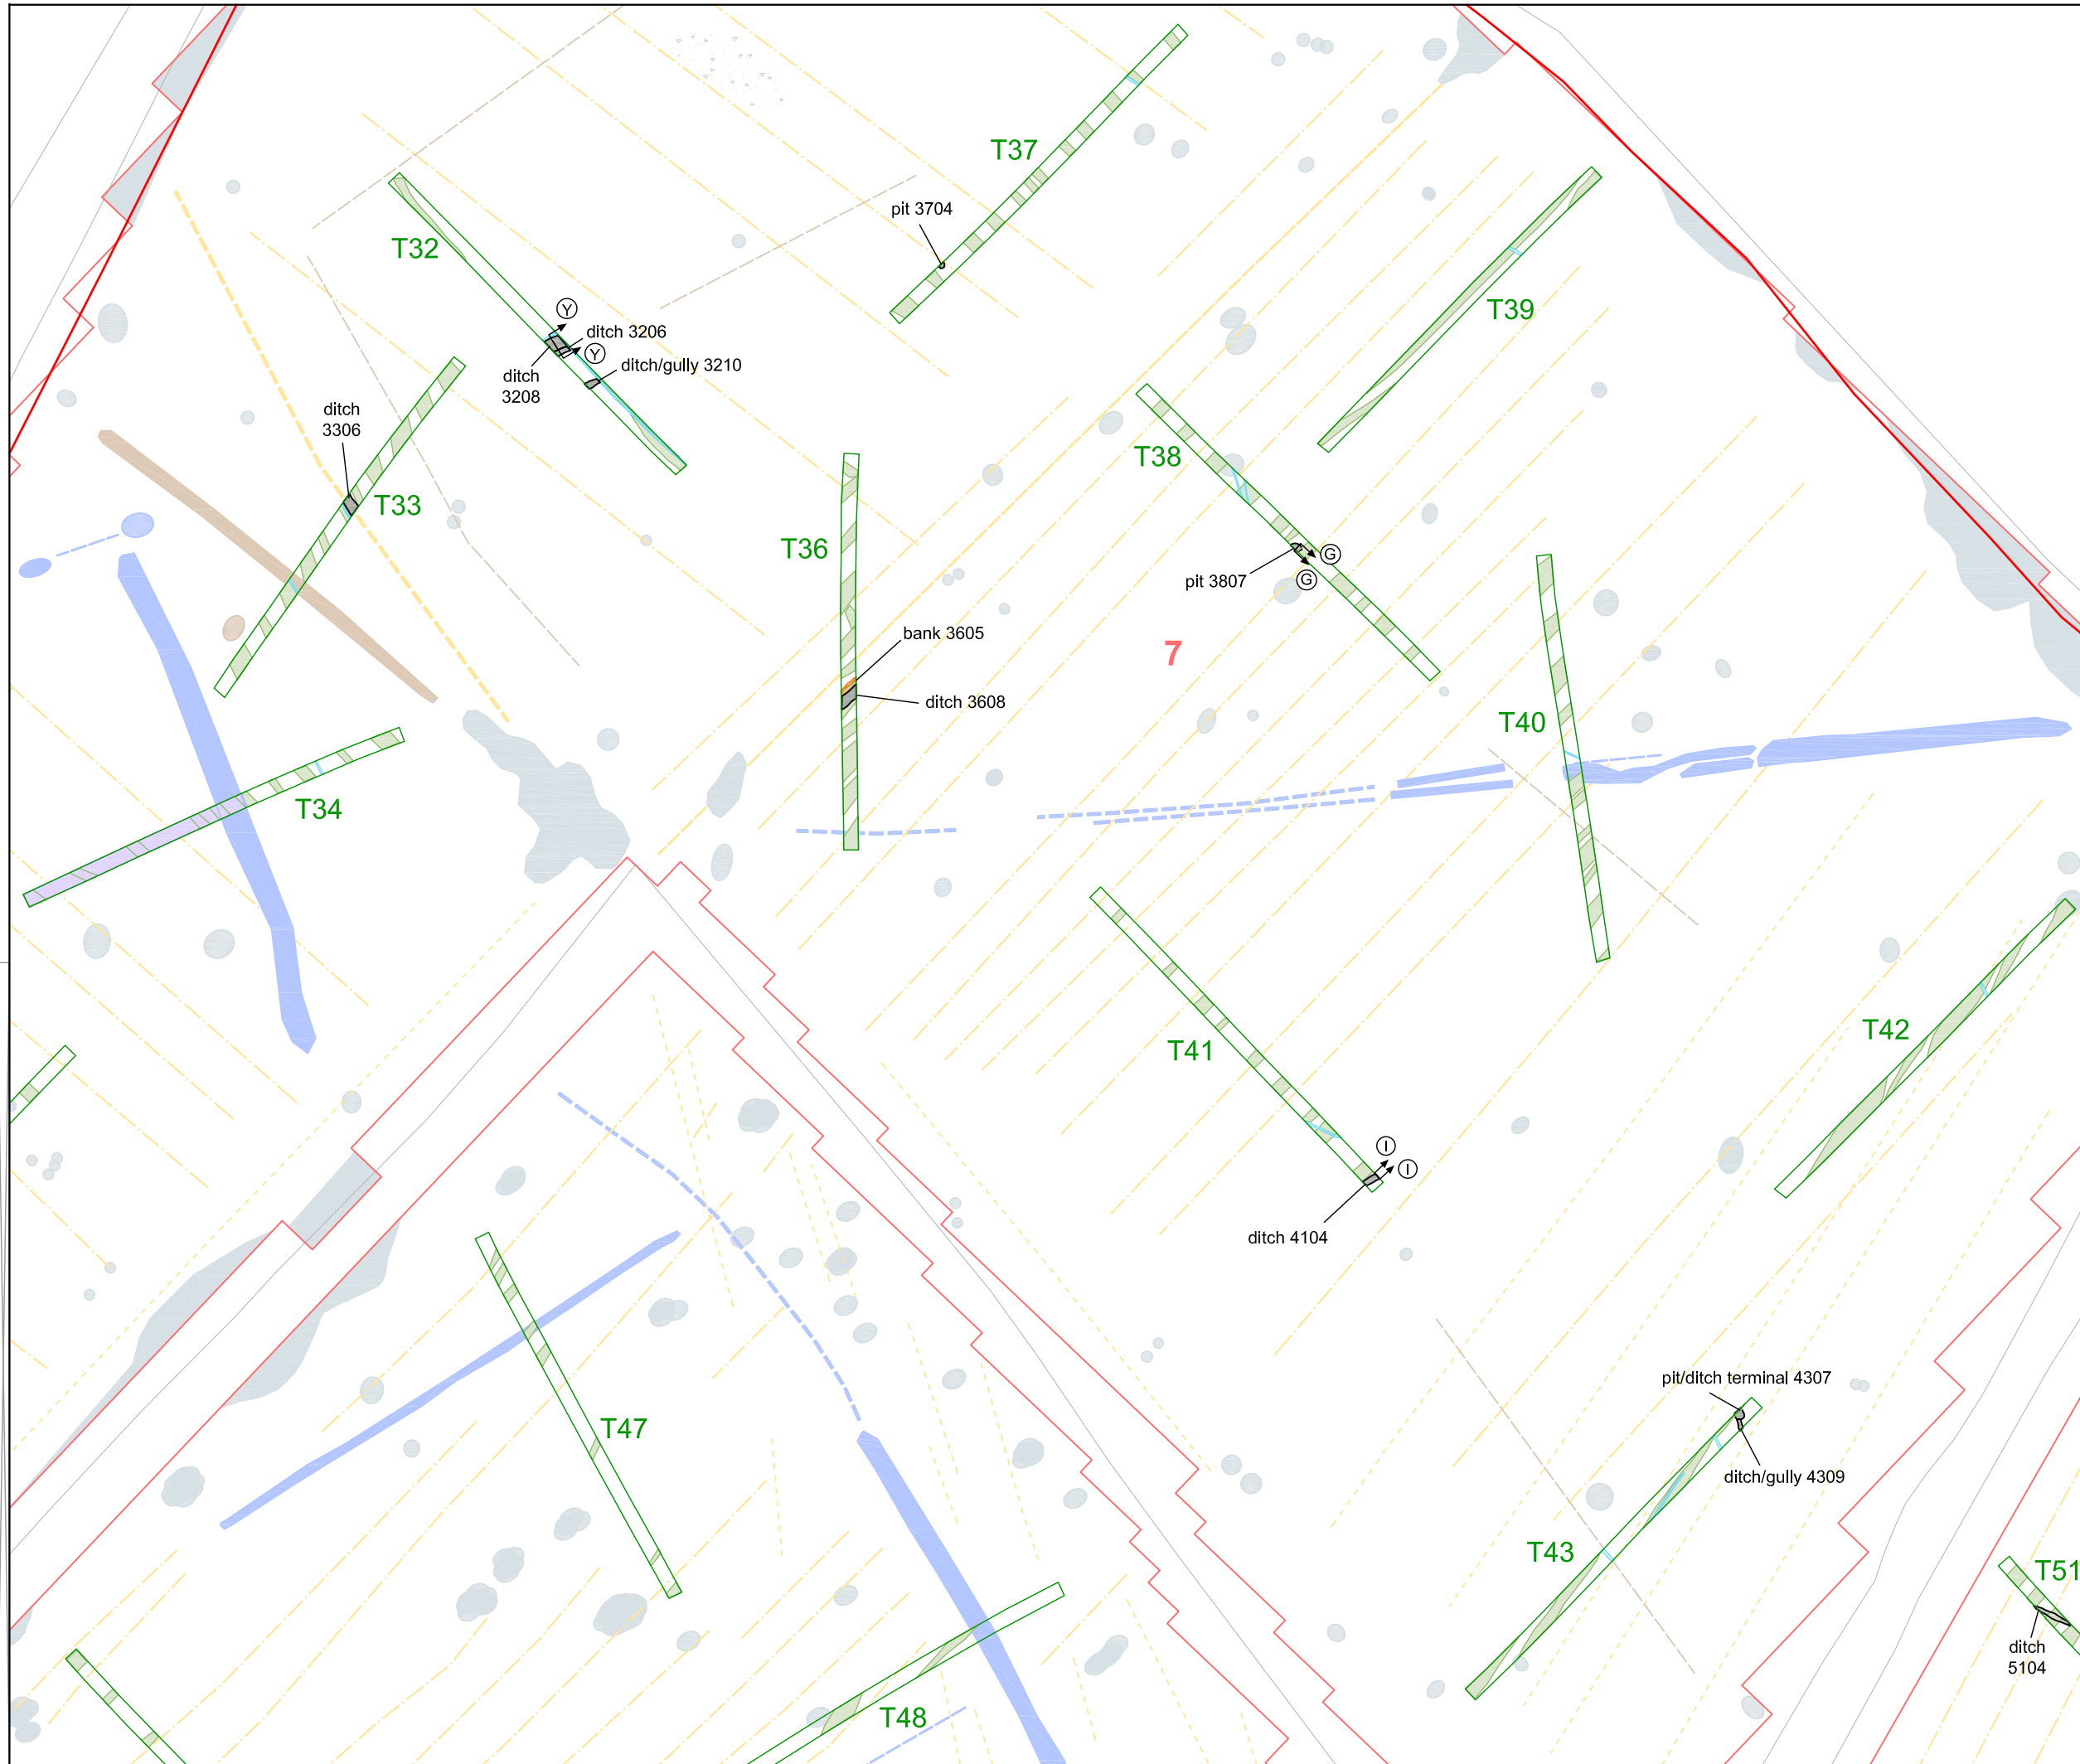 T37
pit 3704
T32
T39
Y
ditch 3206
Y
ditch/gully 3210
ditch
3208
ditch
3306
T33
T38
T36
G
G
pit 3807
bank 3605
7
ditch 3608
T40
T34
T42
T41
I
I
ditch 4104
pit/ditch terminal 4307
T47
ditch/gully 4309
T43
T51
ditch
5104
T48